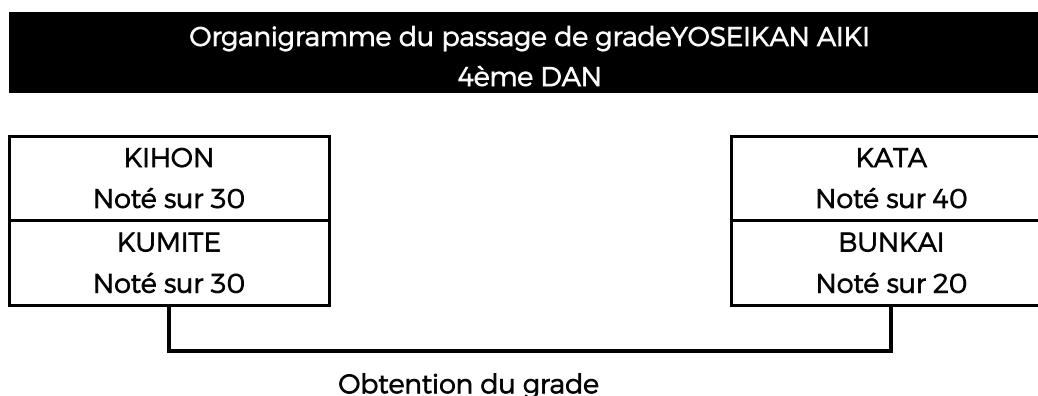 Organigramme du passage de gradeYOSEIKAN AIKI
4ème DAN
KIHON
Noté sur 30
KUMITE
Noté sur 30
KATA
Noté sur 40
BUNKAI
Noté sur 20
Obtention du grade